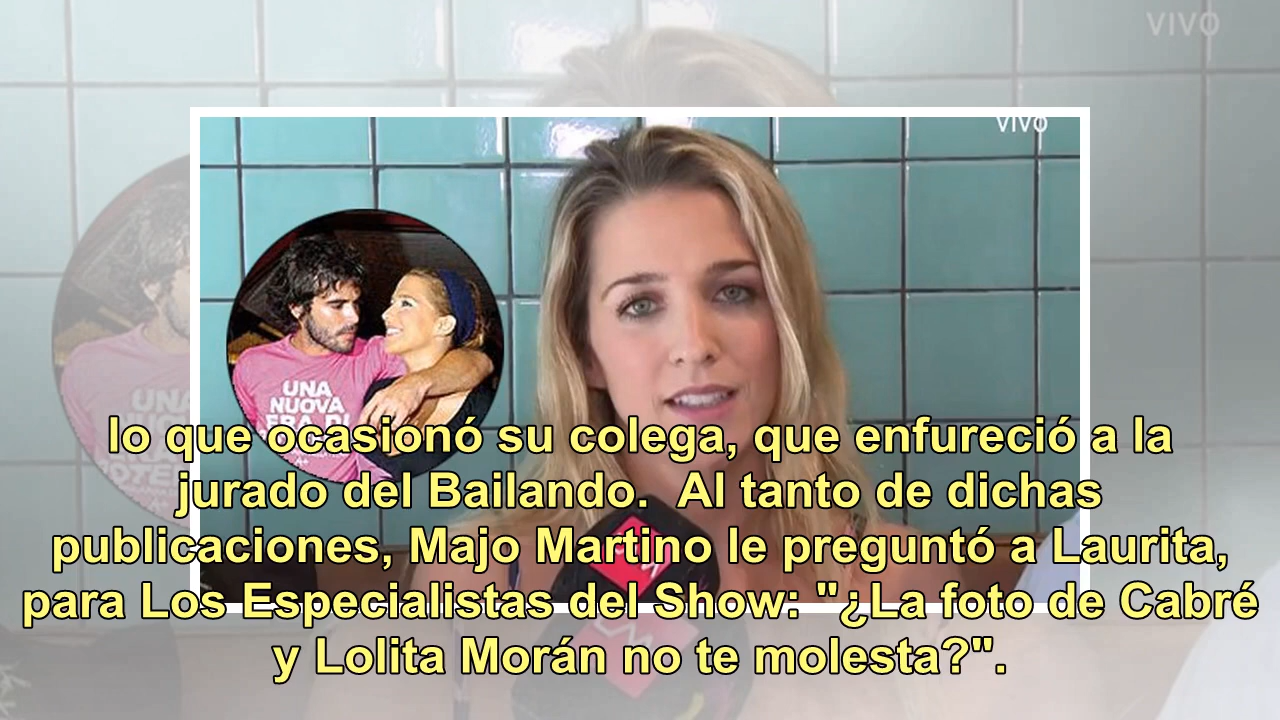 VIVO
VIVO
UNA
NUOVA
ERA DI
lo que ocasionó su colega, que enfureció a la
jurado del Bailando.  Al tanto de dichas
publicaciones, Majo Martino le preguntó a Laurita,
para Los Especialistas del Show: "¿La foto de Cabré
y Lolita Morán no te molesta?".